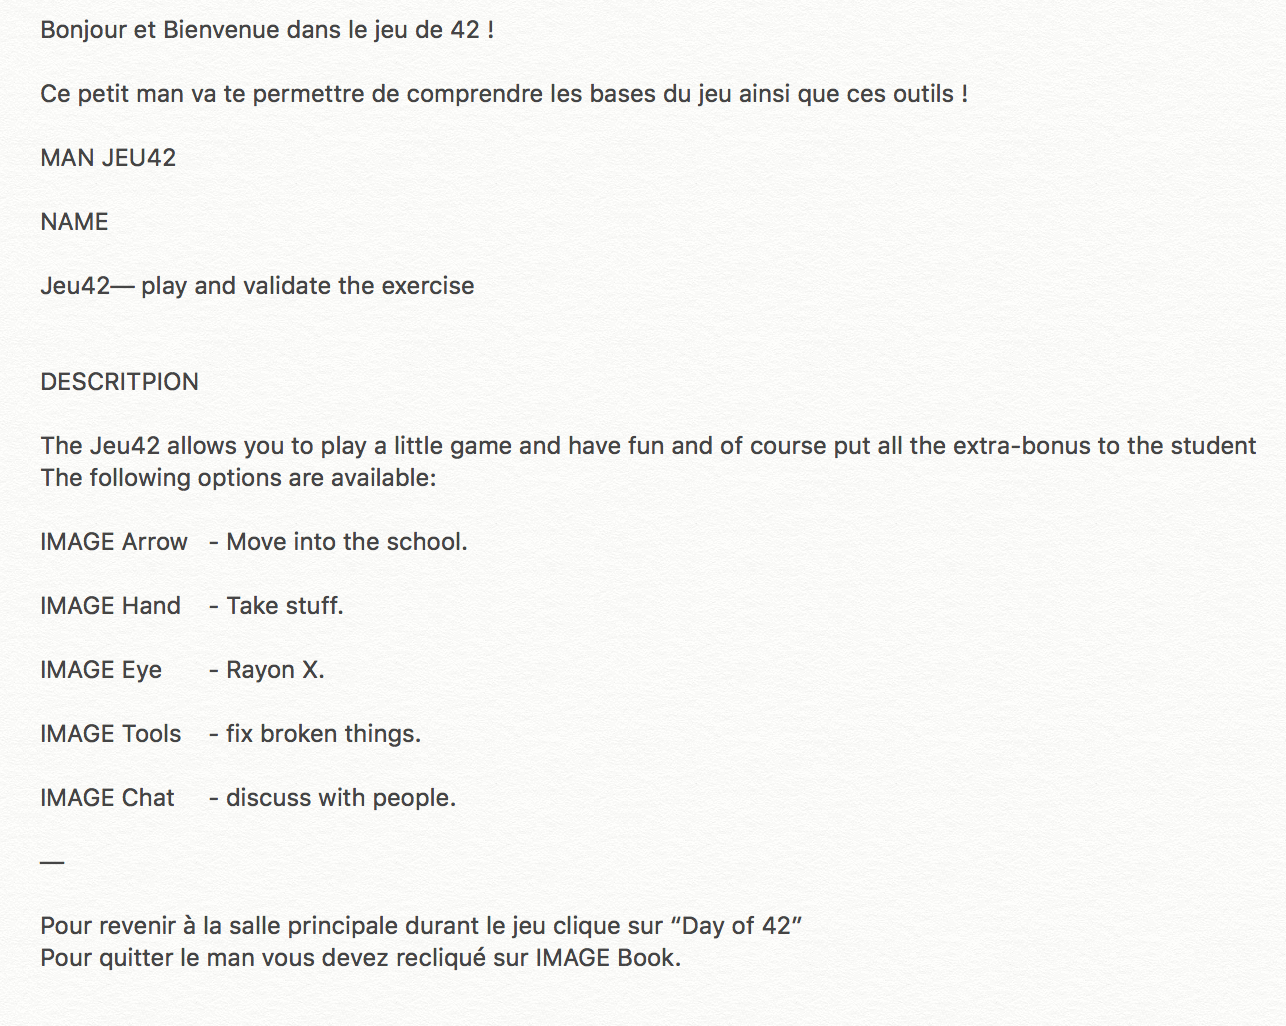 Bonjour et Bienvenue dans le jeu de 42 !
Ce petit man va te permettre de comprendre les bases du jeu ainsi que ces outils !
MAN JEU42
NAME
Jeu42— play and validate the exercise
DESCRITPION
The Jeu42 allows you to play a little game and have fun and of course put all the extra-bonus to the student
The following options are available:
IMAGE Arrow - Move into the school.
IMAGE Hand - Take stuff.
IMAGE Eye - Rayon X.
IMAGE Tools - fix broken things.
IMAGE Chat - discuss with people.
—
Pour revenir à la salle principale durant le jeu clique sur “Day of 42”
Pour quitter le man vous devez recliqué sur IMAGE Book.